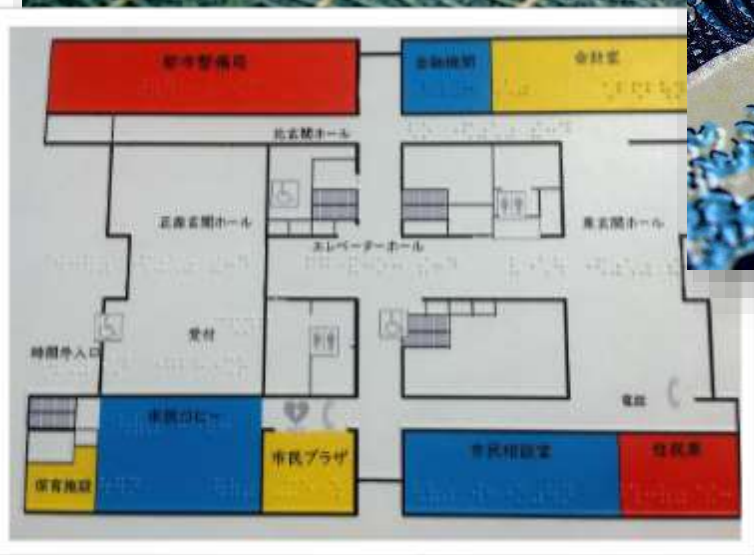 都市整備局
金融機関
会計室
北玄関ホール
正面玄関ホール
東玄関ホール
エレベーターホール
受付
時間外入口
電話
市民ロビー
市民プラザ
市民相談室
保育施設